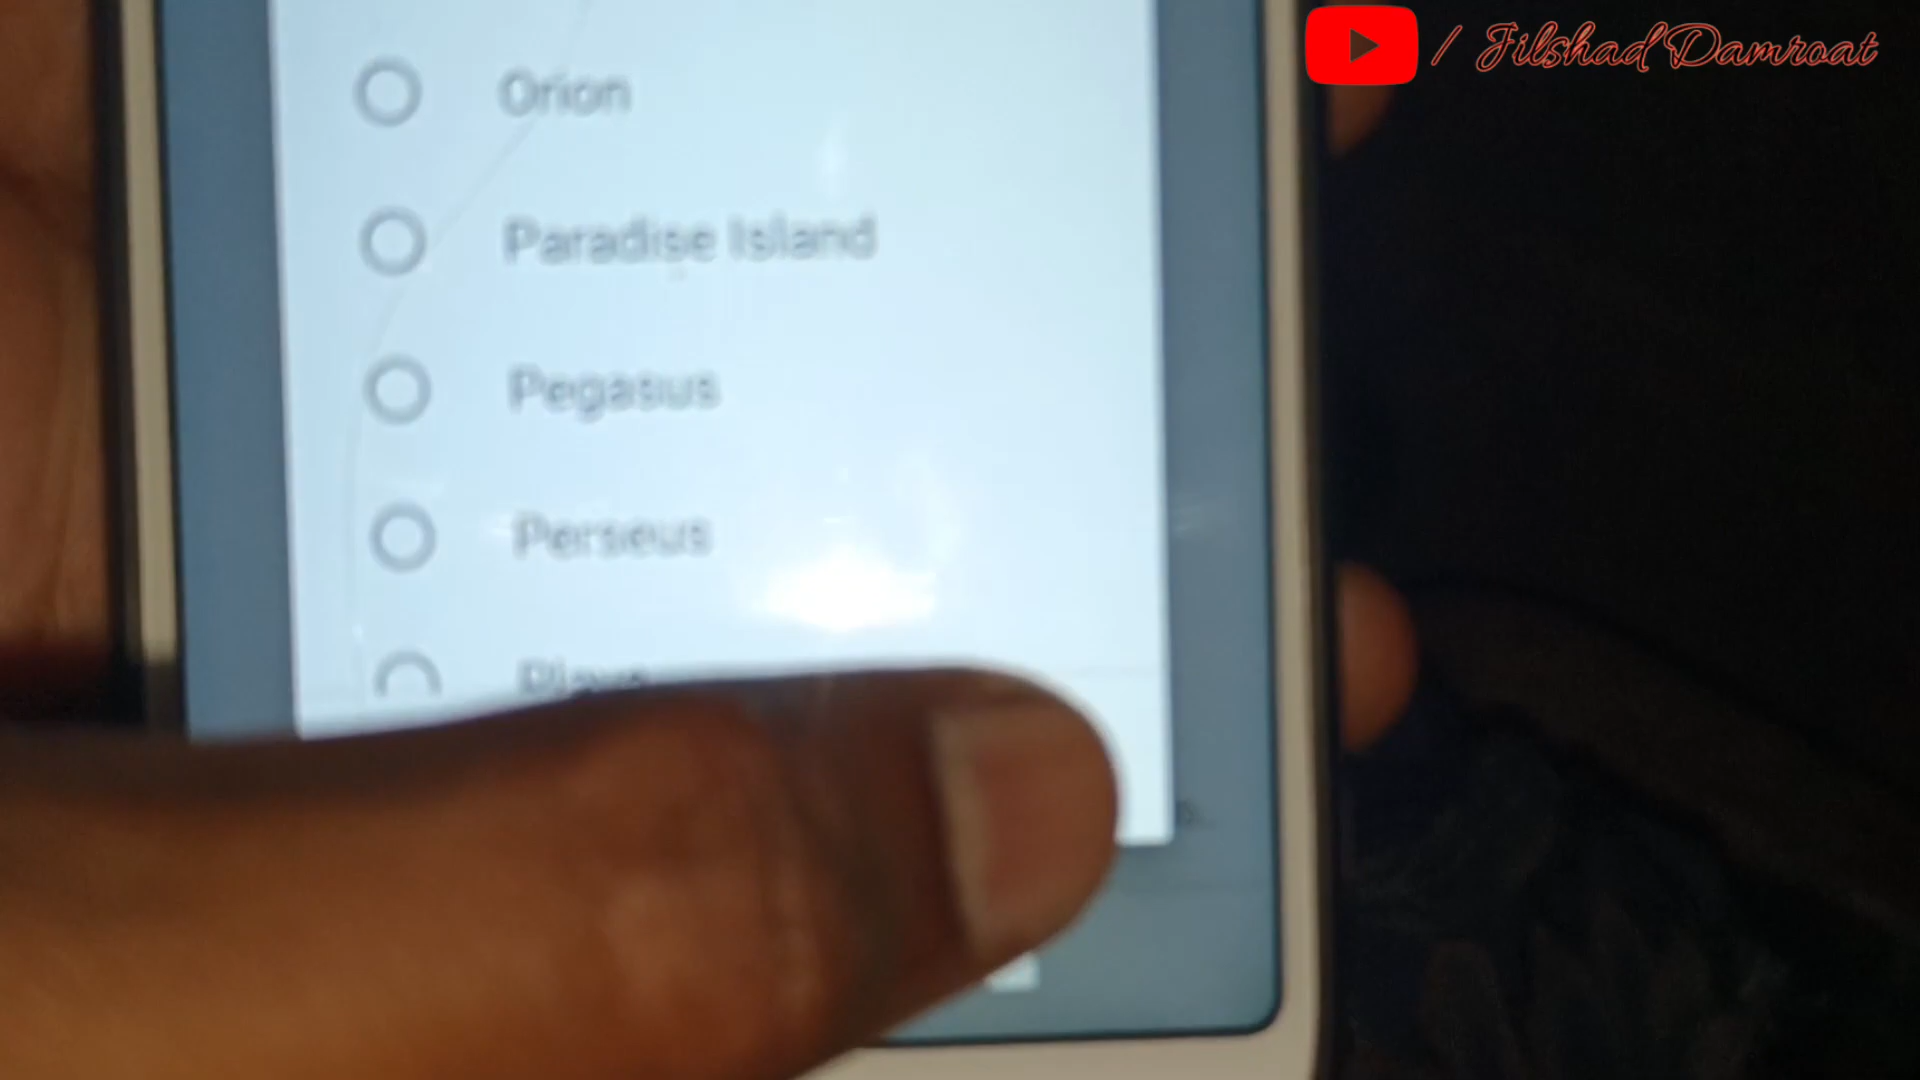 / Jilshad Damroat
Orion
Paradise Island
Pegasus
Perseus